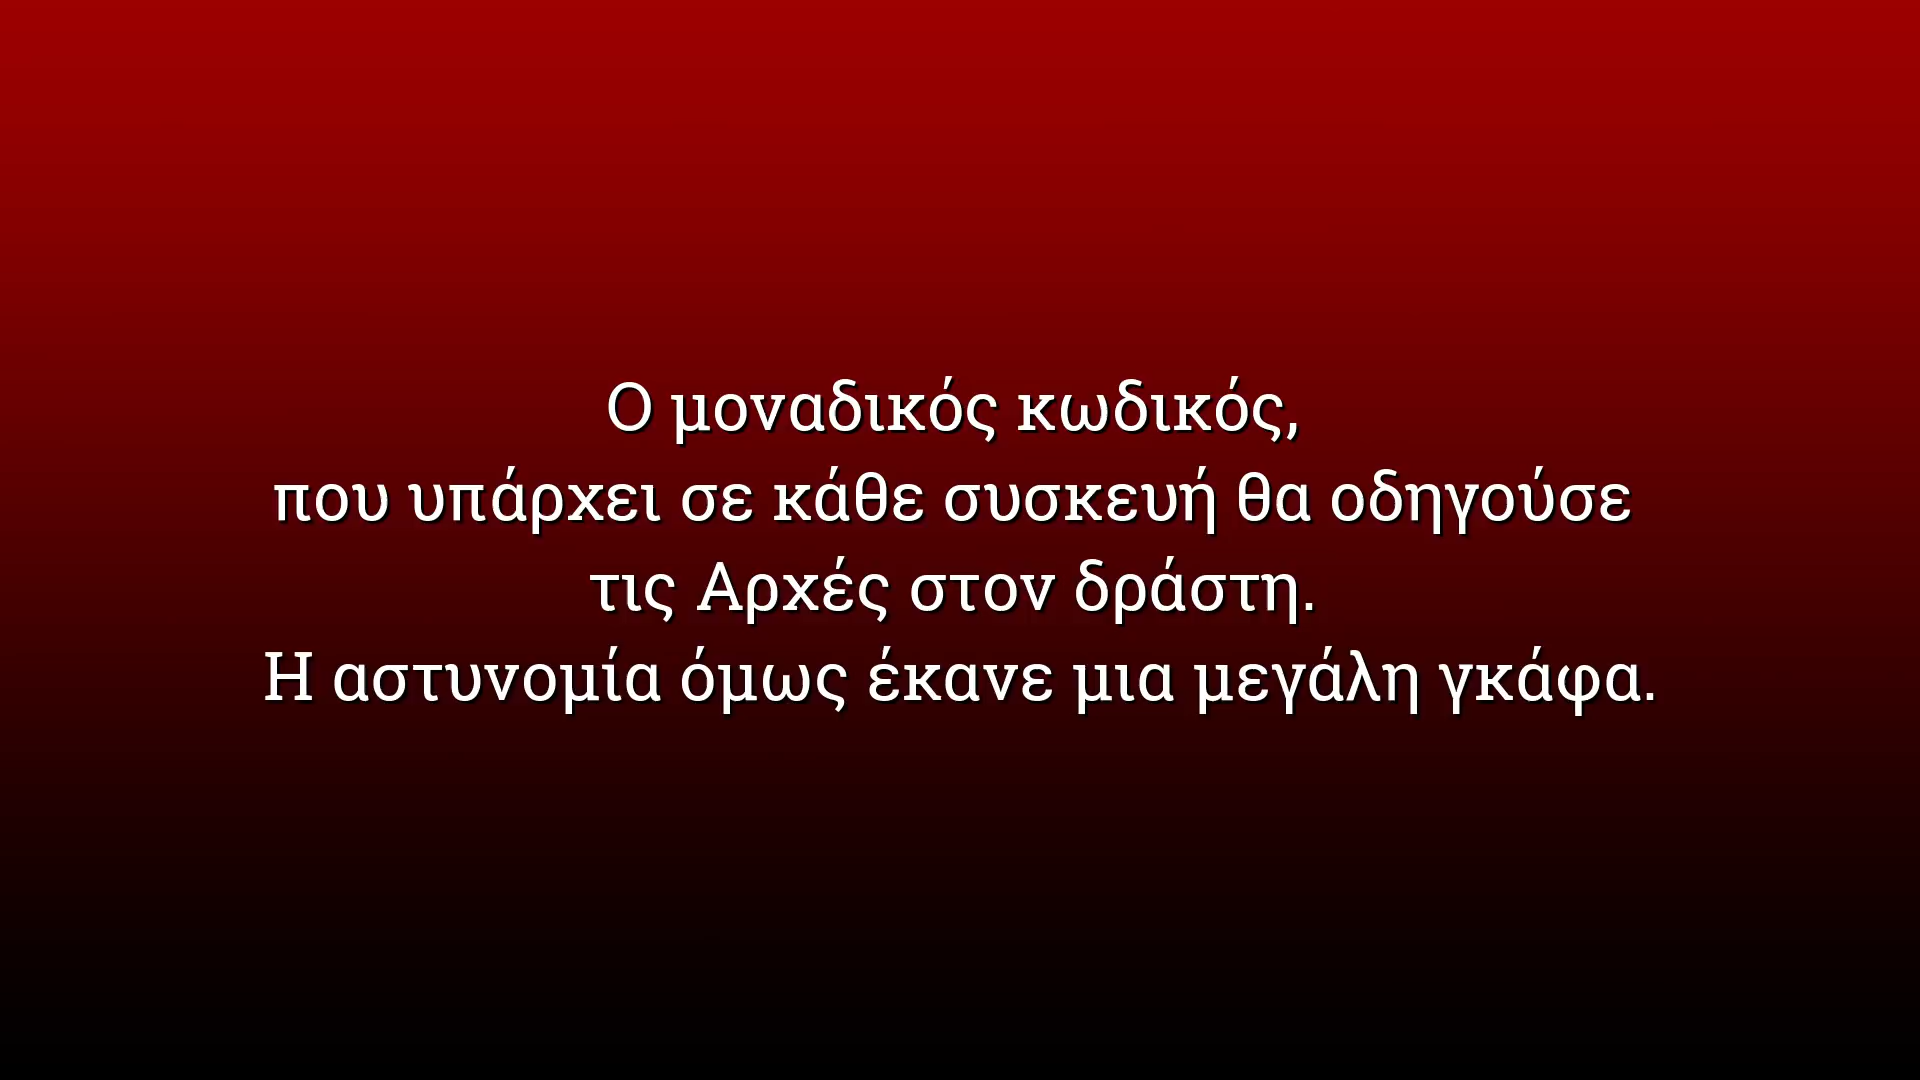 Ο μοναδικός κωδικός,
που υπάρχει σε κάθε συσκευή θα οδηγούσε
τις Αρχές στον δράστη.
Η αστυνομία όμως έκανε μια μεγάλη γκάφα.